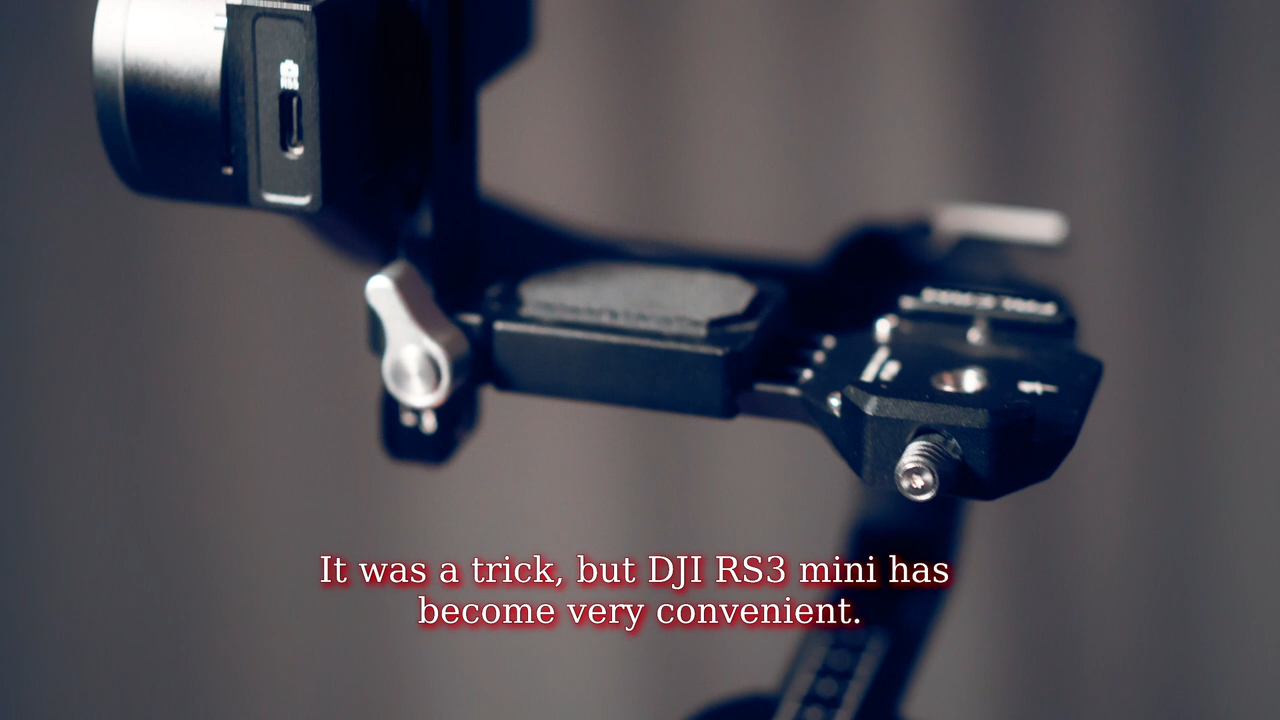 It was a trick, but DJI RS3 mini has
become very convenient.